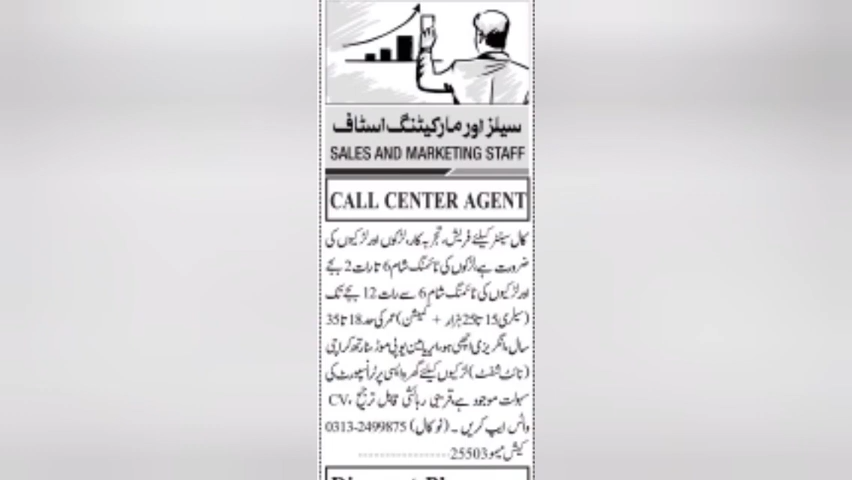 سیلز اور مارکیٹنگ اسٹاف
SALES AND MARKETING STAFF
CALL CENTER AGENT
کال سینٹر کیلئے فریش، تجربہ کار، لڑکوں اور لڑکیوں کی
ضرورت ہے، لڑکوں کی ٹائمنگ شام 6 تا رات 2 بجے
اور لڑکیوں کی ٹائمنگ شام 6 سے رات 12 بجے تک
(سیلری 15 تا 25 ہزار + کمیشن) عمر کی حد 18 تا 35
سال، انگریزی اچھی ہو، ایریا مین یوپی موڑ نارتھ کراچی
(نائٹ شفٹ) لڑکیوں کیلئے گھر واپسی پر ٹرانسپورٹ کی
سہولت موجود ہے، قریبی رہائشی قابل ترجیح، CV
واٹس ایپ کریں۔ (نو کال) 0313-2499875
کیش میمو 25503